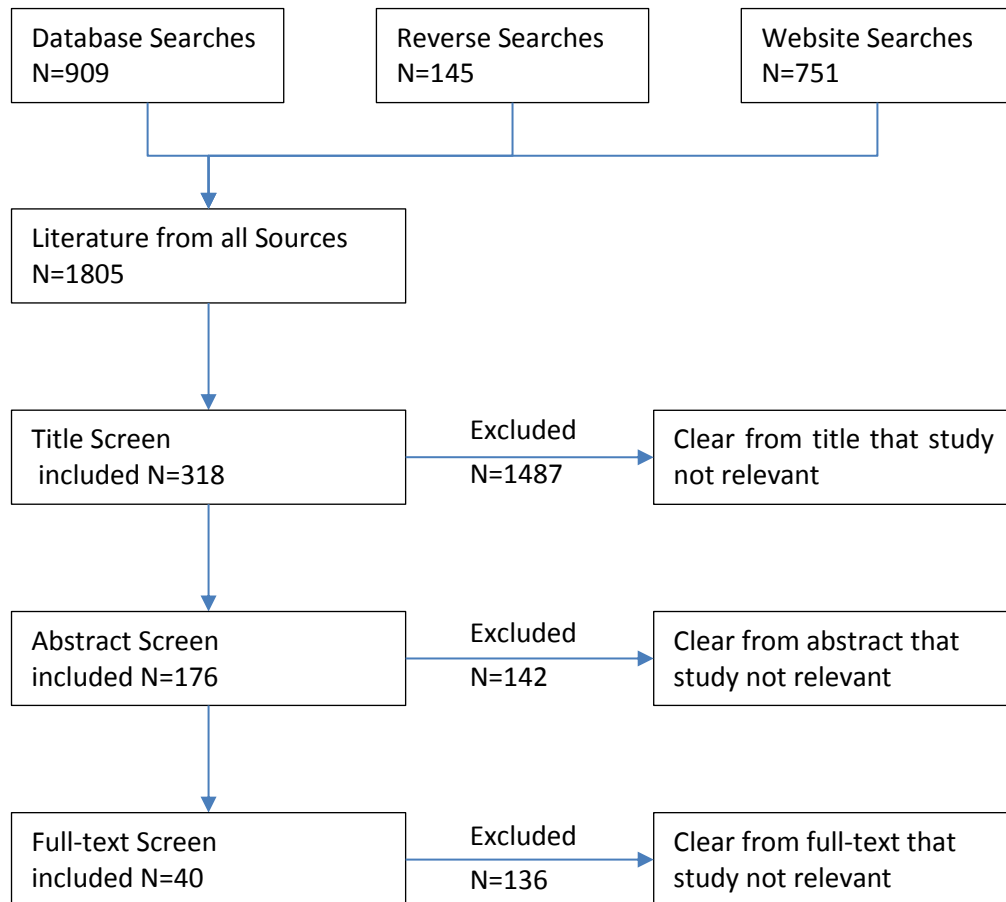 Database Searches
N=909
Reverse Searches
N=145
Website Searches
N=751
Literature from all Sources
N=1805
Title Screen
included N=318
Excluded
N=1487
Clear from title that study
not relevant
Abstract Screen
included N=176
Excluded
N=142
Clear from abstract that
study not relevant
Full-text Screen
included N=40
Excluded
N=136
Clear from full-text that
study not relevant